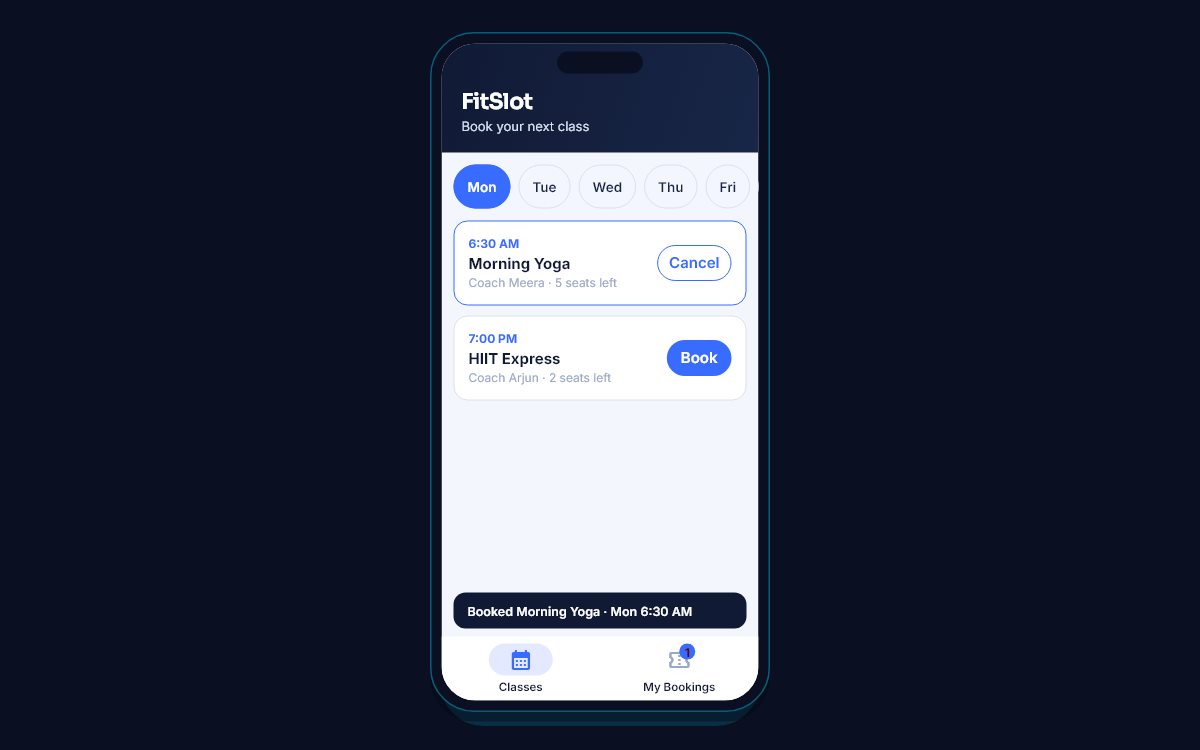 FitSlot
Book your next class
Mon Tue Wed Thu Fri
6:30 AM
Morning Yoga
Coach Meera · 5 seats left
Cancel
7:00 PM
HIIT Express
Coach Arjun · 2 seats left
Book
Booked Morning Yoga · Mon 6:30 AM
1
Classes
My Bookings